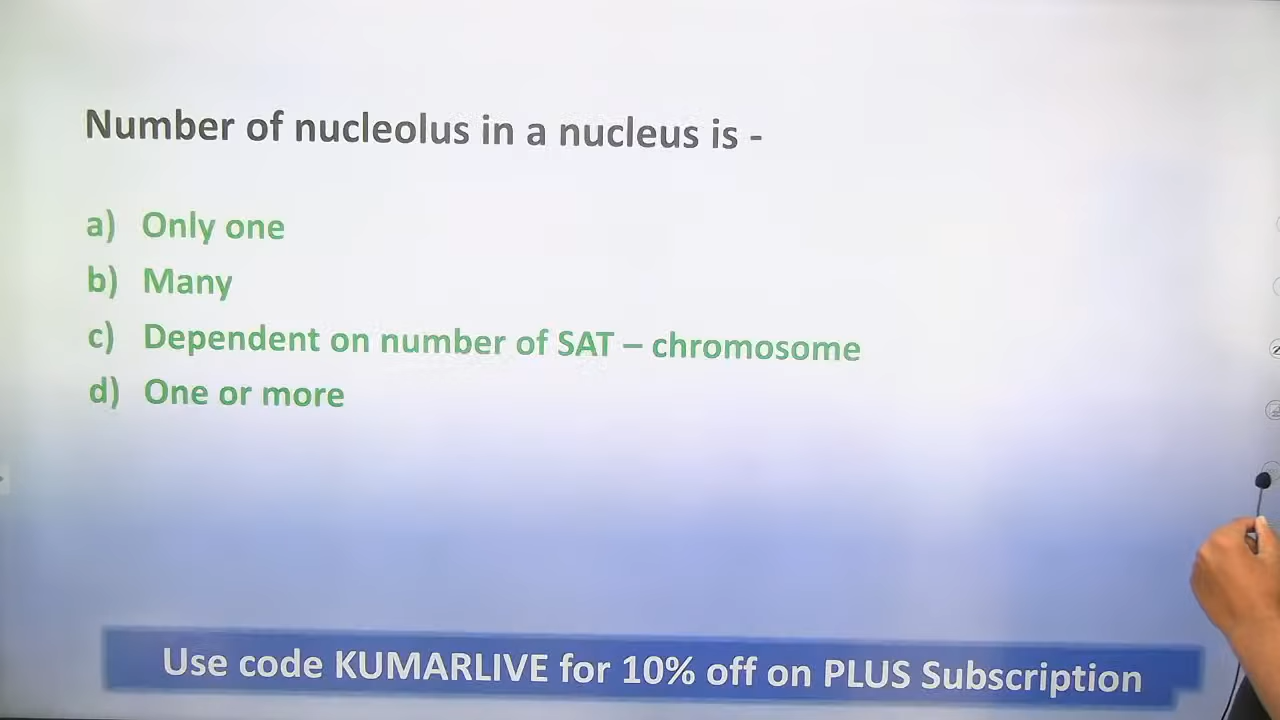 Number of nucleolus in a nucleus is -
a) Only one
b) Many
c) Dependent on number of SAT – chromosome
d) One or more
Use code KUMARLIVE for 10% off on PLUS Subscription